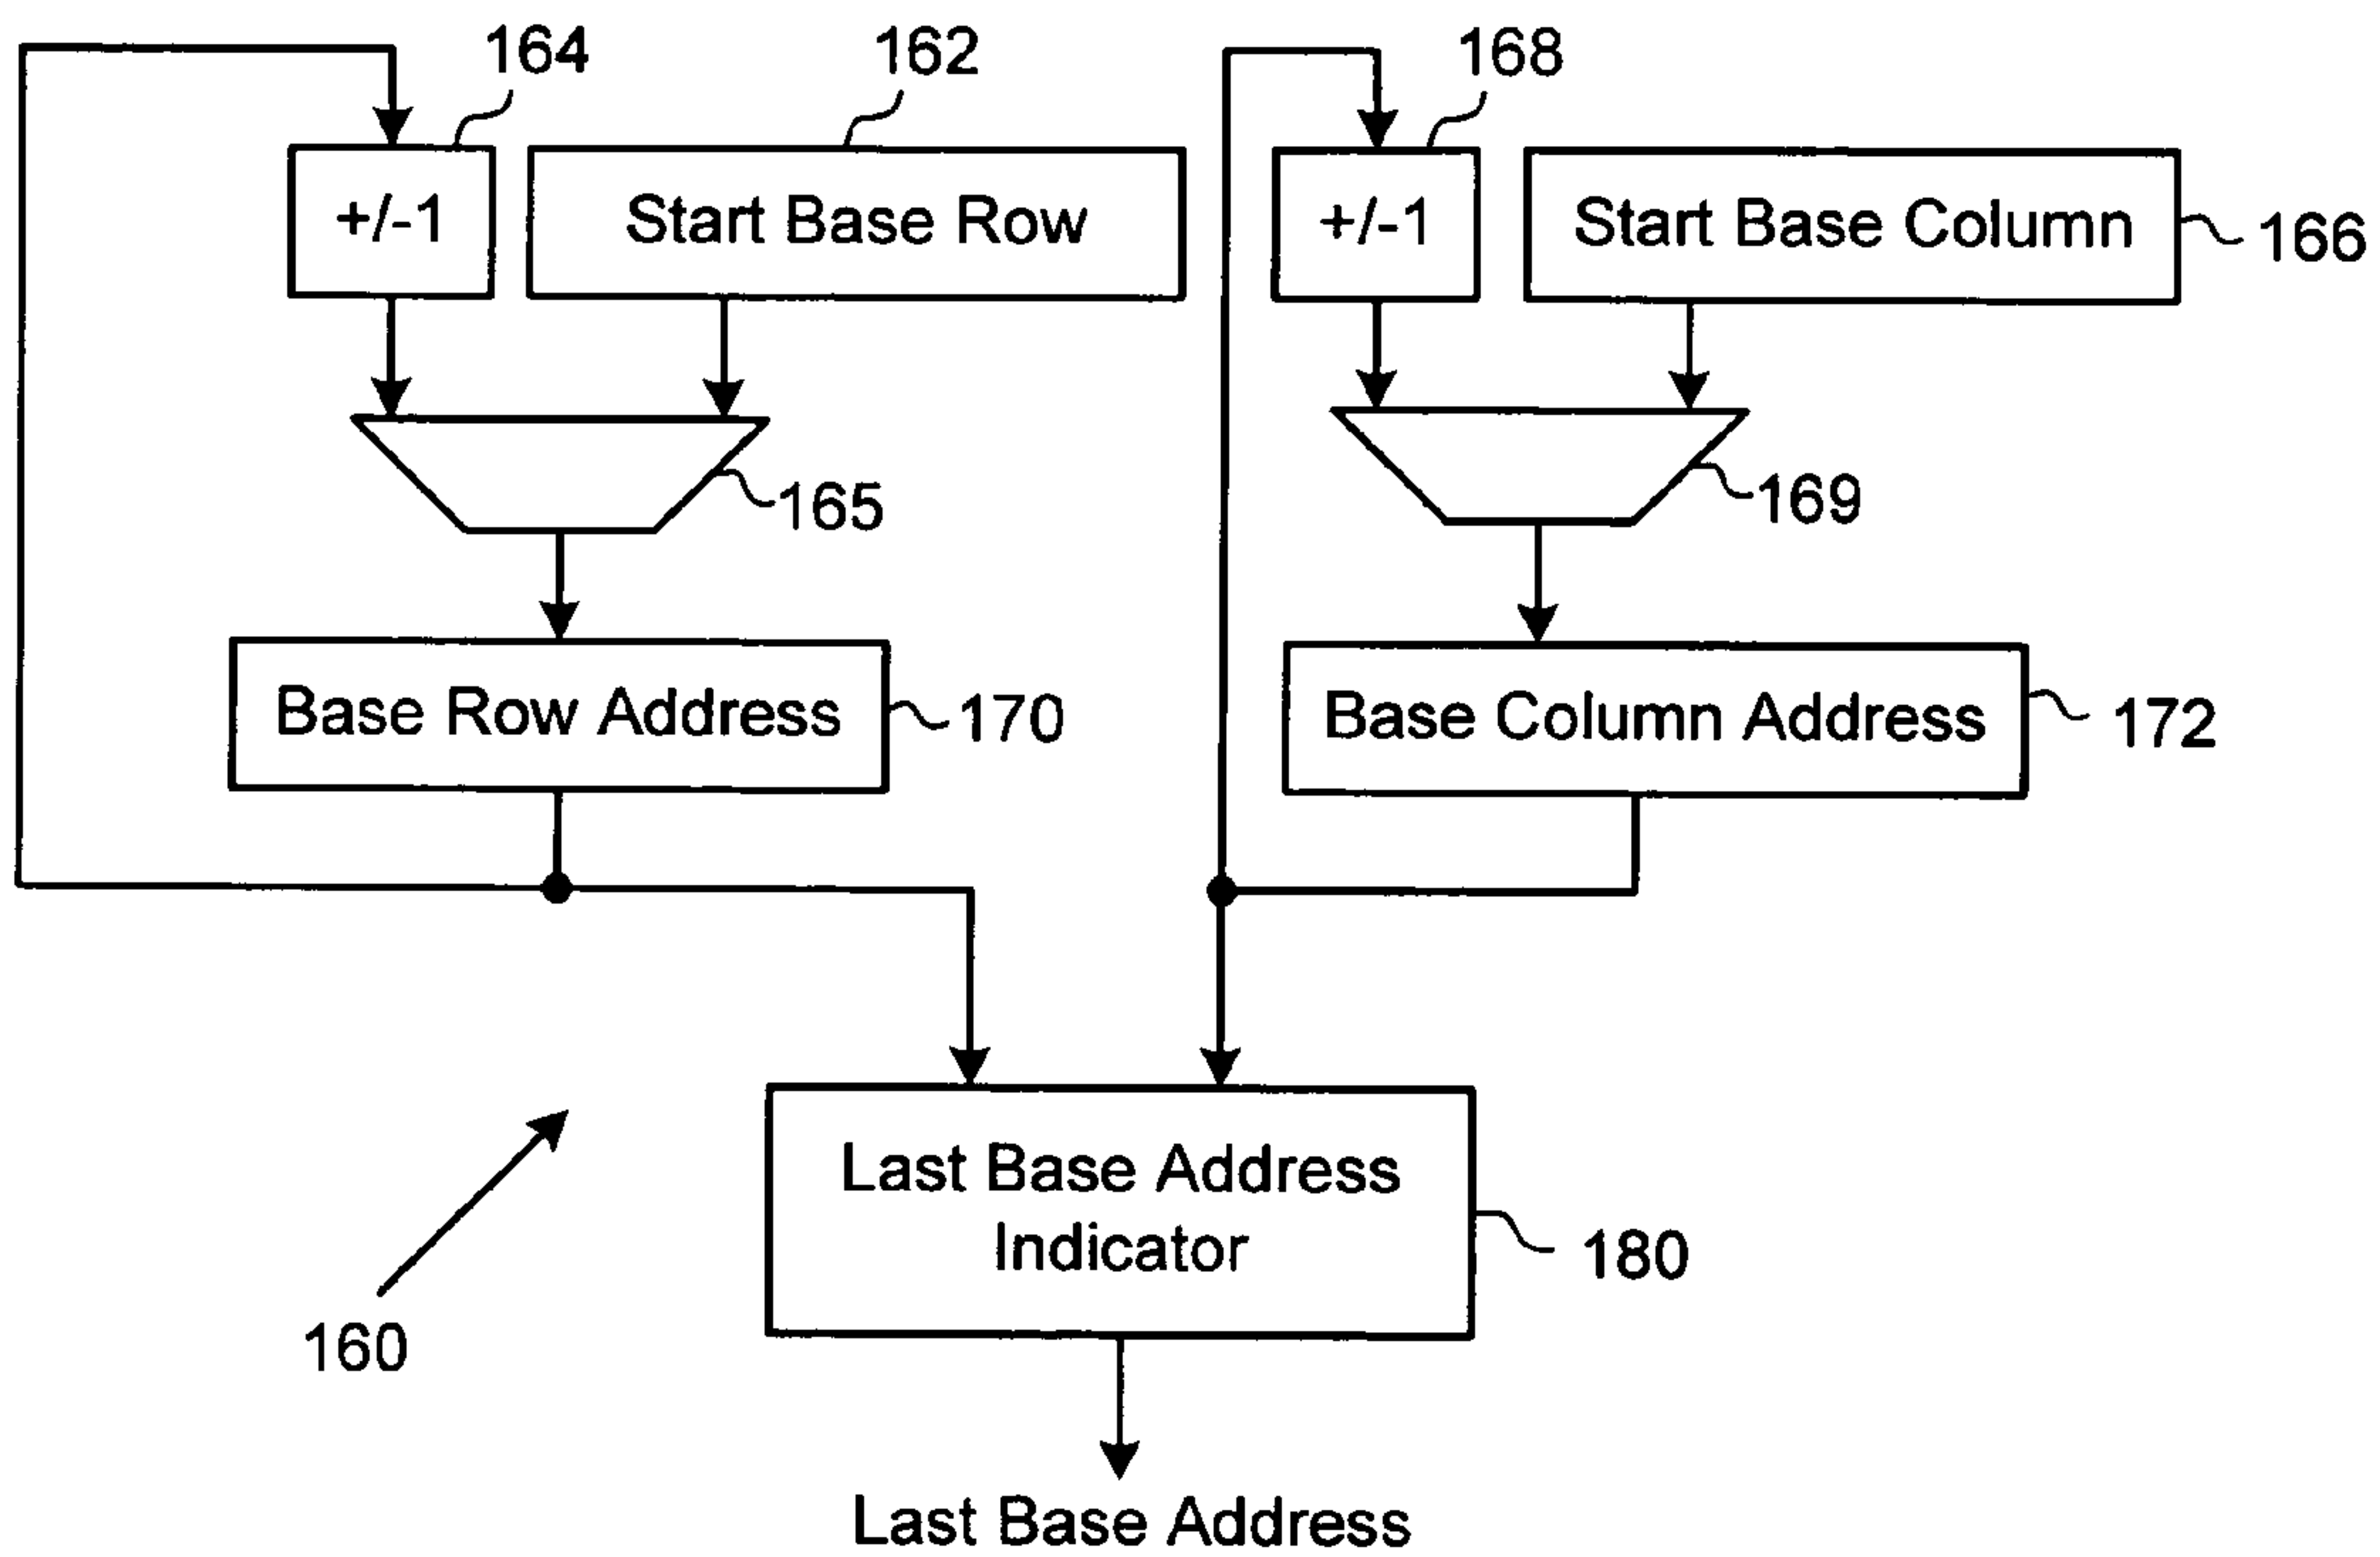 164
162
168
+/-1
Start Base Row
+/-1
Start Base Column
166
165
169
Base Row Address
170
Base Column Address
172
Last Base Address
Indicator
180
160
Last Base Address